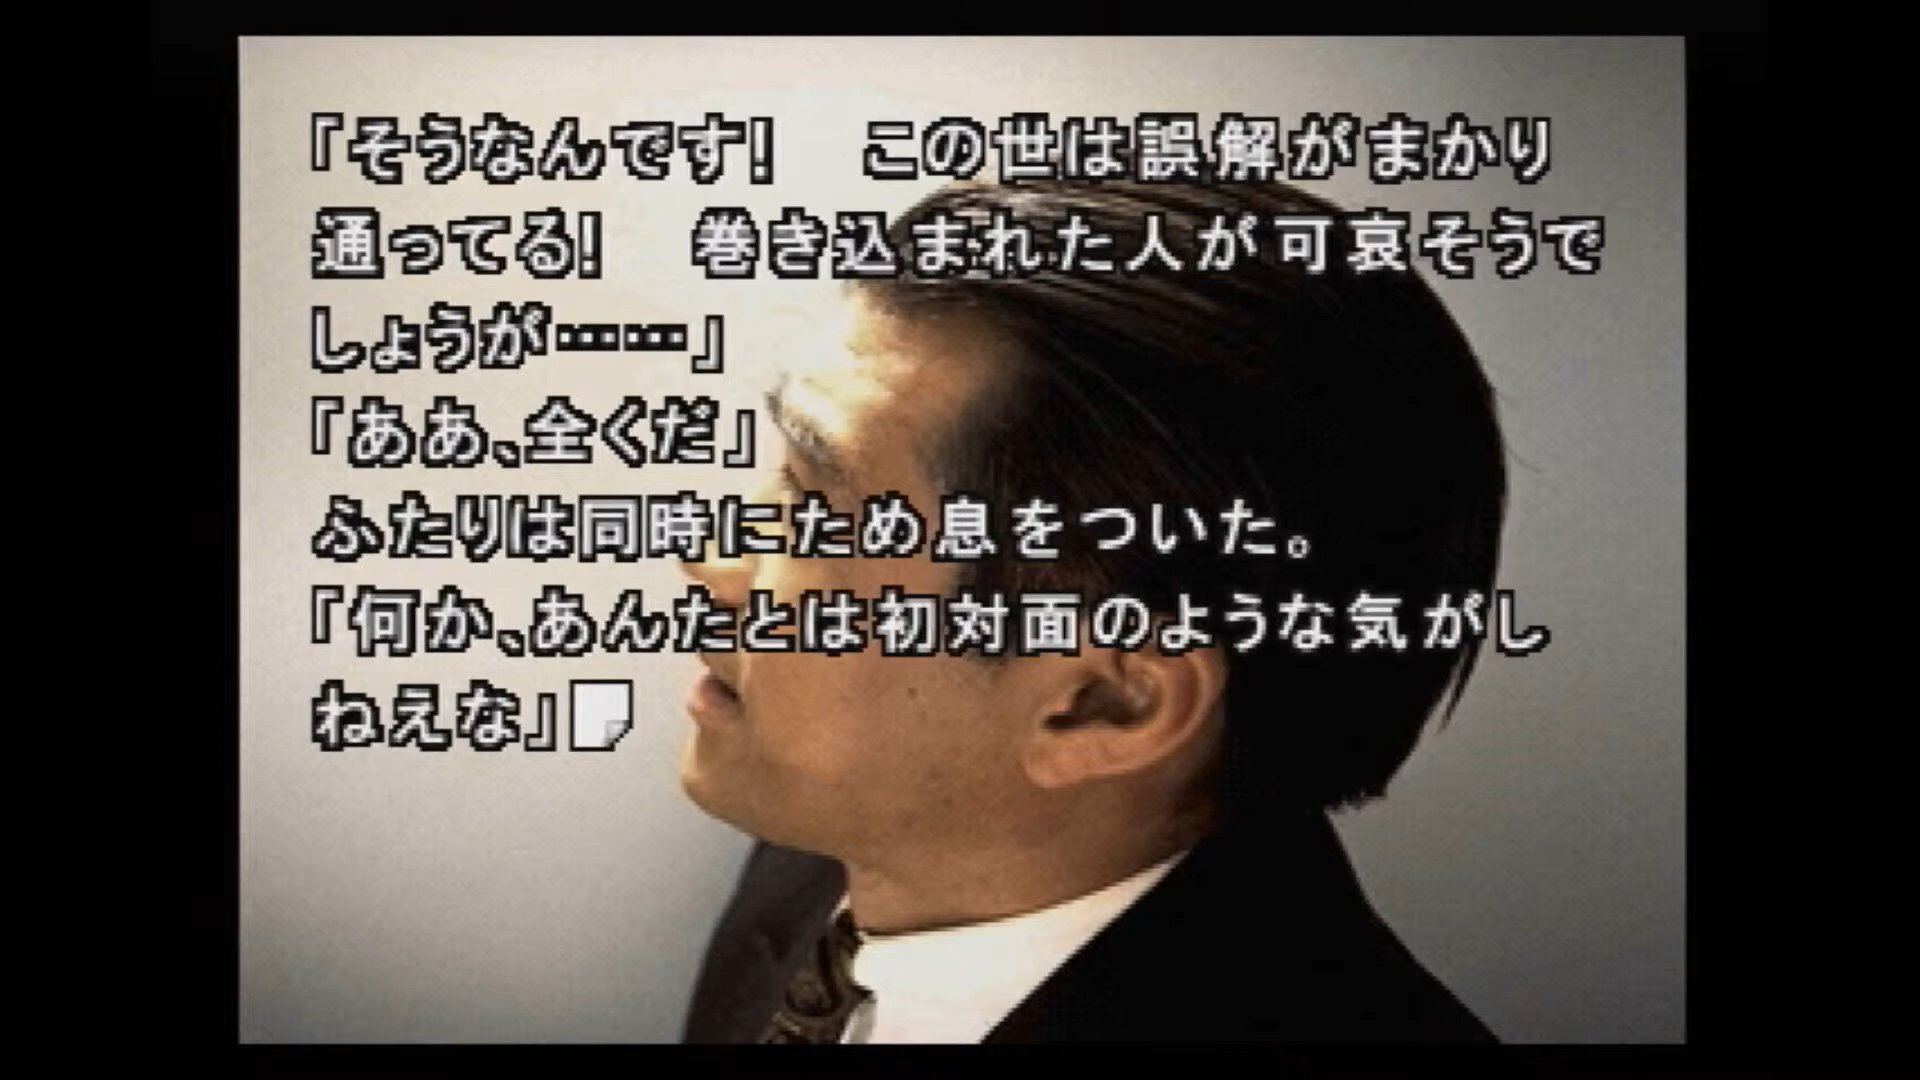 「そうなんです！　この世は誤解がまかり
通ってる！　巻き込まれた人が可哀そうで
しょうが……」
「ああ、全くだ」
ふたりは同時にため息をついた。
「何か、あんたとは初対面のような気がし
ねえな」